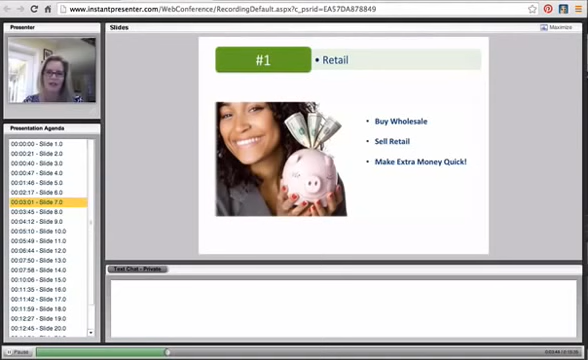 www.instantpresenter.com/WebConference/RecordingDefault.aspx?c_psrid=EA57DA878849
Presenter
Slides
Maximize
#1
• Retail
• Buy Wholesale
• Sell Retail
• Make Extra Money Quick!
Presentation Agenda
00:00:00 - Slide 1.0
00:00:21 - Slide 2.0
00:00:40 - Slide 3.0
00:00:47 - Slide 4.0
00:01:46 - Slide 5.0
00:02:17 - Slide 6.0
00:03:01 - Slide 7.0
00:03:45 - Slide 8.0
00:04:12 - Slide 9.0
00:05:10 - Slide 10.0
00:05:49 - Slide 11.0
00:06:44 - Slide 12.0
00:07:50 - Slide 13.0
00:07:58 - Slide 14.0
00:10:06 - Slide 15.0
00:11:35 - Slide 16.0
00:11:36 - Slide 17.0
00:11:59 - Slide 18.0
00:12:27 - Slide 19.0
00:12:45 - Slide 20.0
Text Chat - Private
Pause